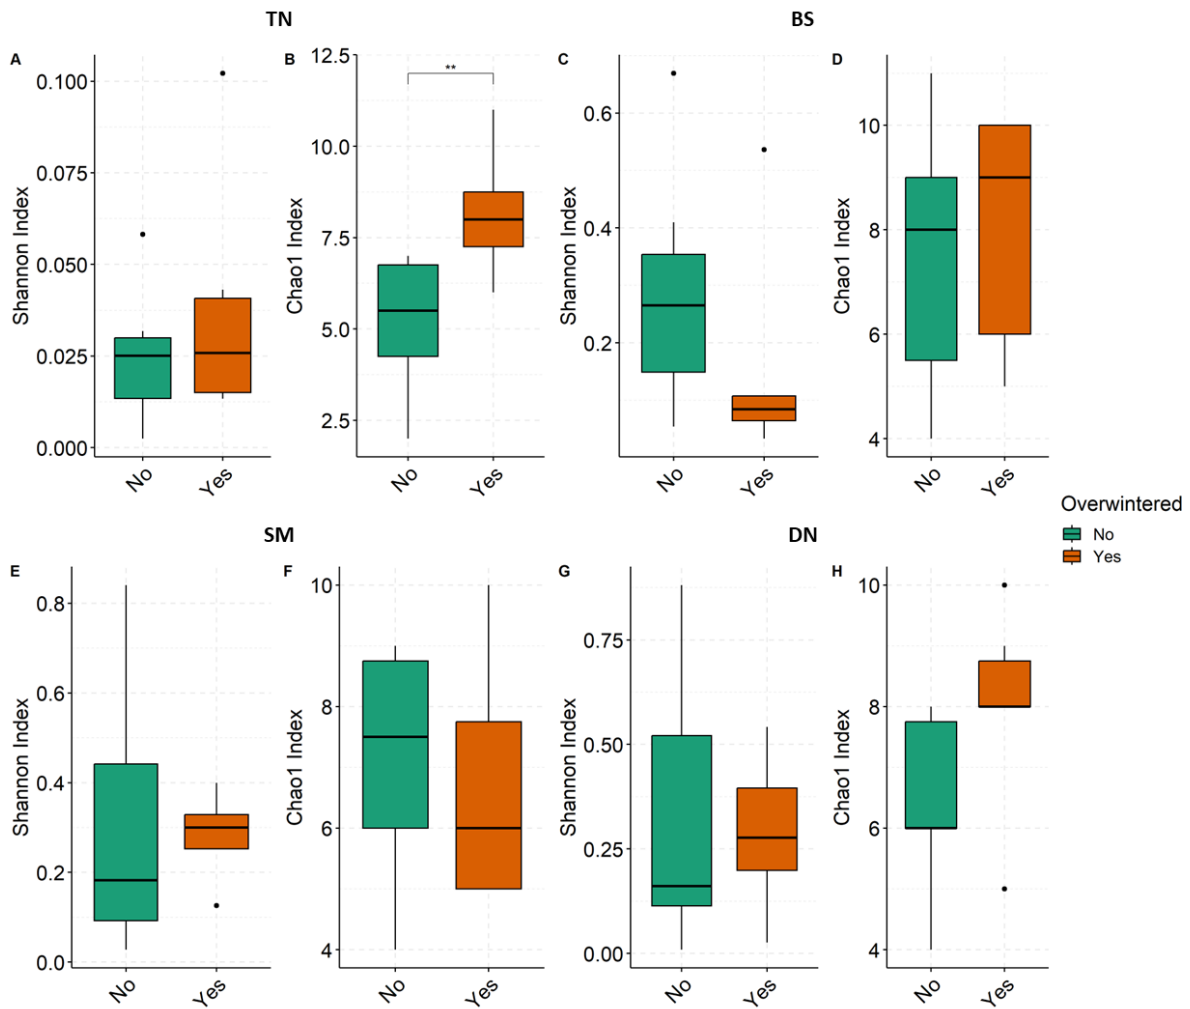 TN
BS
A
Shannon Index
0.100
0.075
0.050
0.025
0.000
No
Yes
B
Chao1 Index
12.5
10.0
7.5
5.0
2.5
**
No
Yes
C
Shannon Index
0.6
0.4
0.2
No
Yes
D
Chao1 Index
10
8
6
4
No
Yes
Overwintered
No
Yes
SM
DN
E
Shannon Index
0.8
0.6
0.4
0.2
0.0
No
Yes
F
Chao1 Index
10
8
6
4
No
Yes
G
Shannon Index
0.75
0.50
0.25
0.00
No
Yes
H
Chao1 Index
10
8
6
4
No
Yes